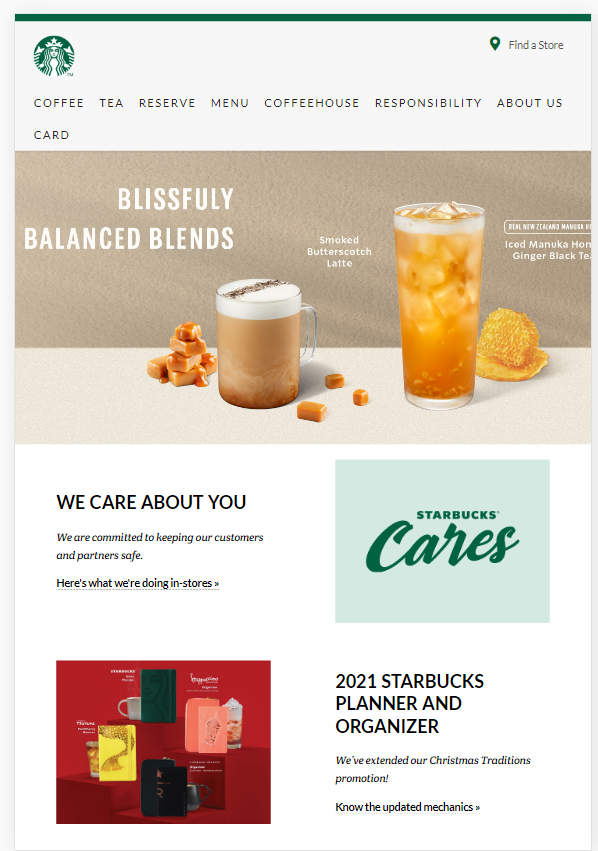 Find a Store
COFFEE TEA RESERVE MENU COFFEEHOUSE RESPONSIBILITY ABOUT US
CARD
BLISSFULY
BALANCED BLENDS
Smoked
Butterscotch
Latte
REAL NEW ZEALAND MANUKA
Iced Manuka Hon
Ginger Black Te
WE CARE ABOUT YOU
We are committed to keeping our customers
and partners safe.
Here's what we're doing in-stores »
STARBUCKS®
Cares
2021 STARBUCKS
PLANNER AND
ORGANIZER
We've extended our Christmas Traditions
promotion!
Know the updated mechanics »